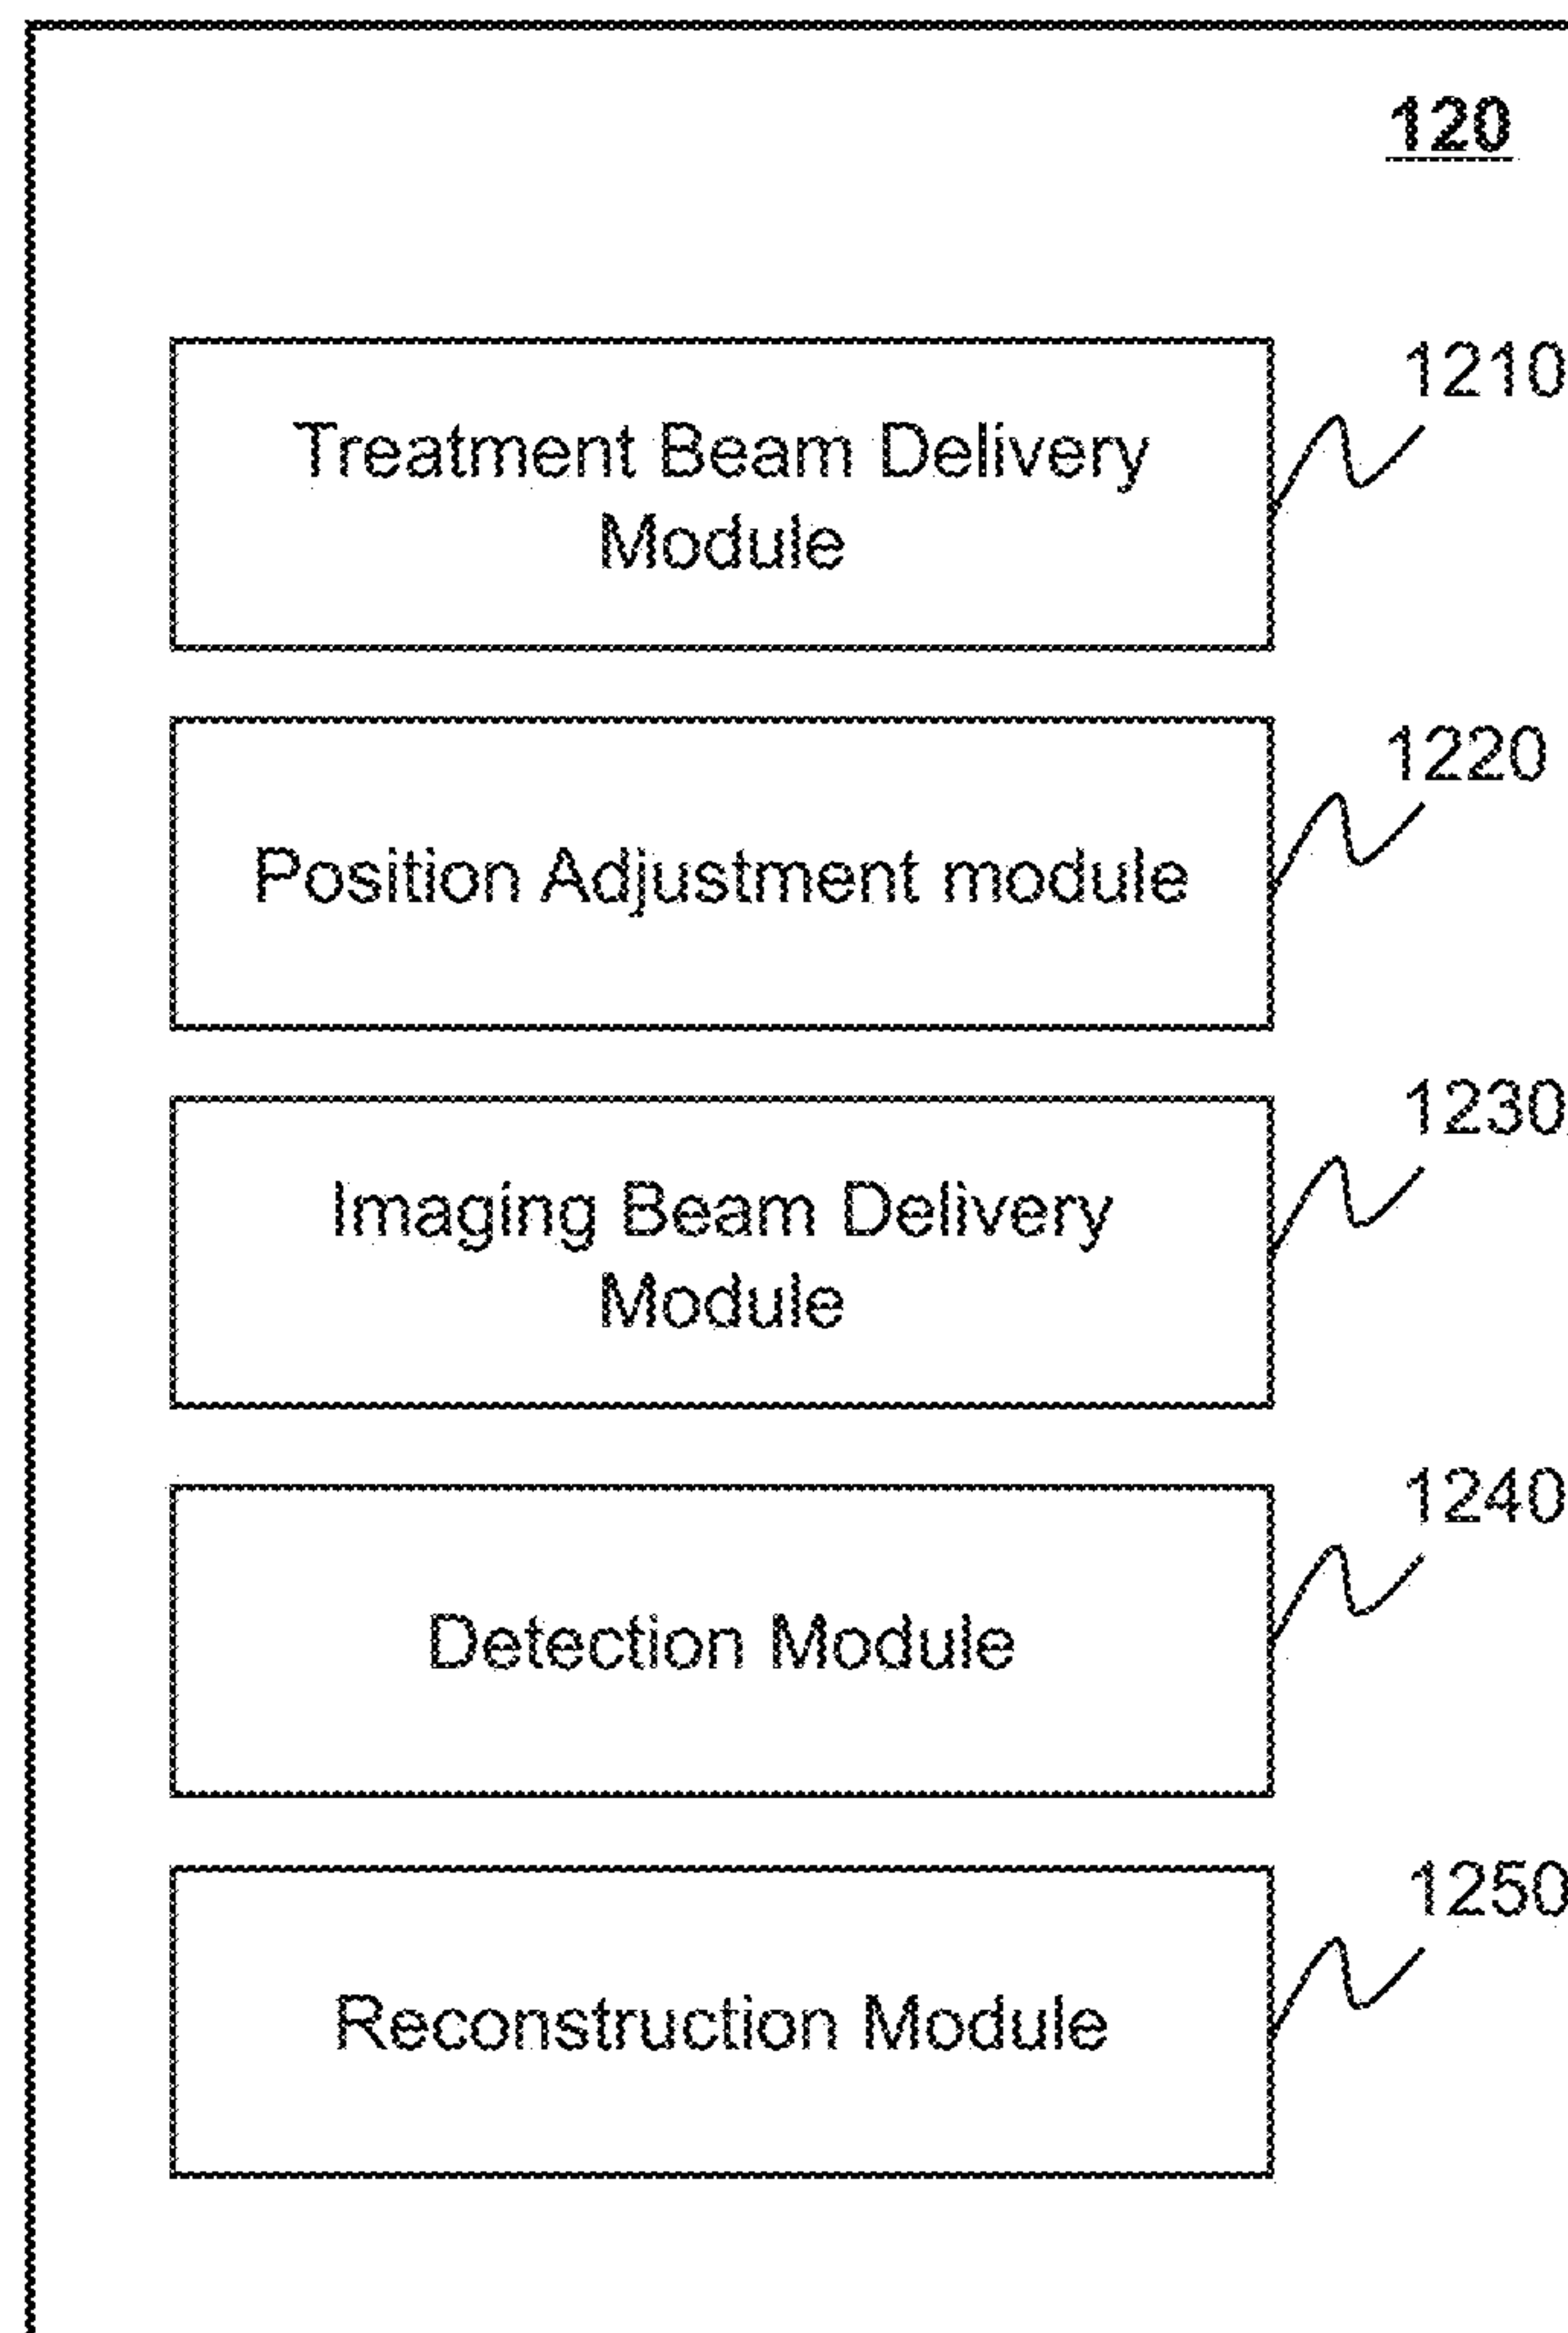 120
1210
Treatment Beam Delivery
Module
1220
Position Adjustment module
1230
Imaging Beam Delivery
Module
1240
Detection Module
1250
Reconstruction Module